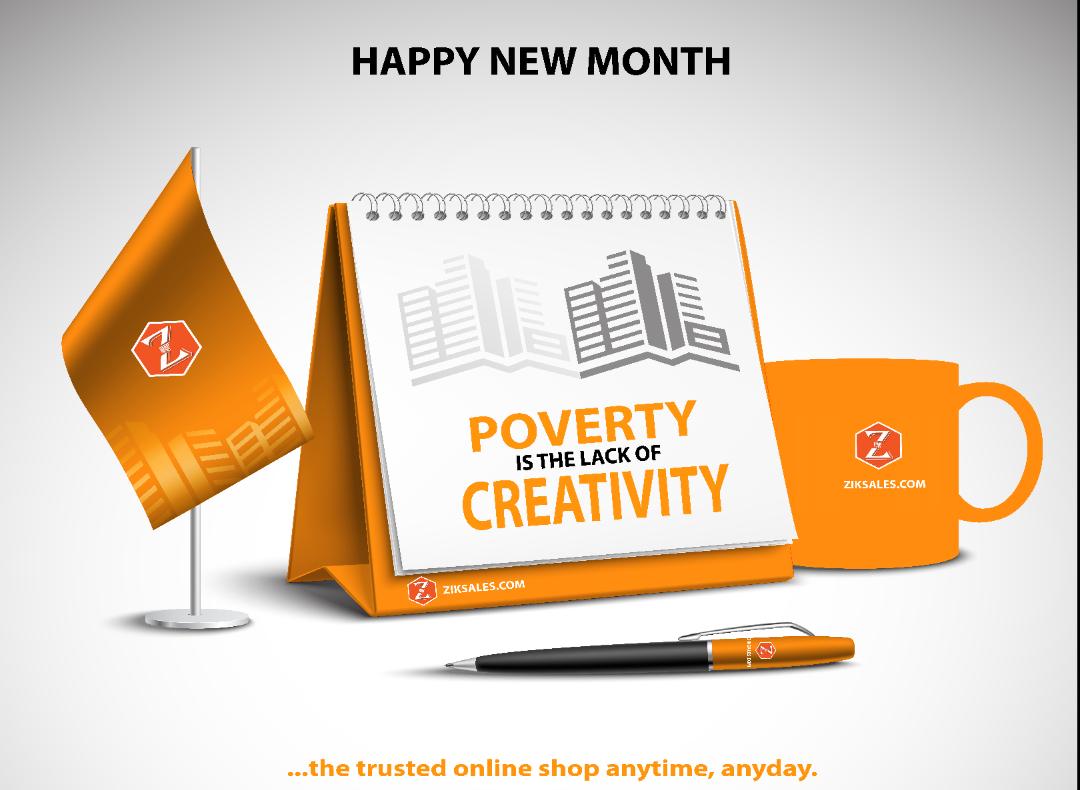 HAPPY NEW MONTH
POVERTY
IS THE LACK OF
CREATIVITY
Z
Z
ZIKSALES.COM
Z
ZIKSALES.COM
Z
...the trusted online shop anytime, anyday.